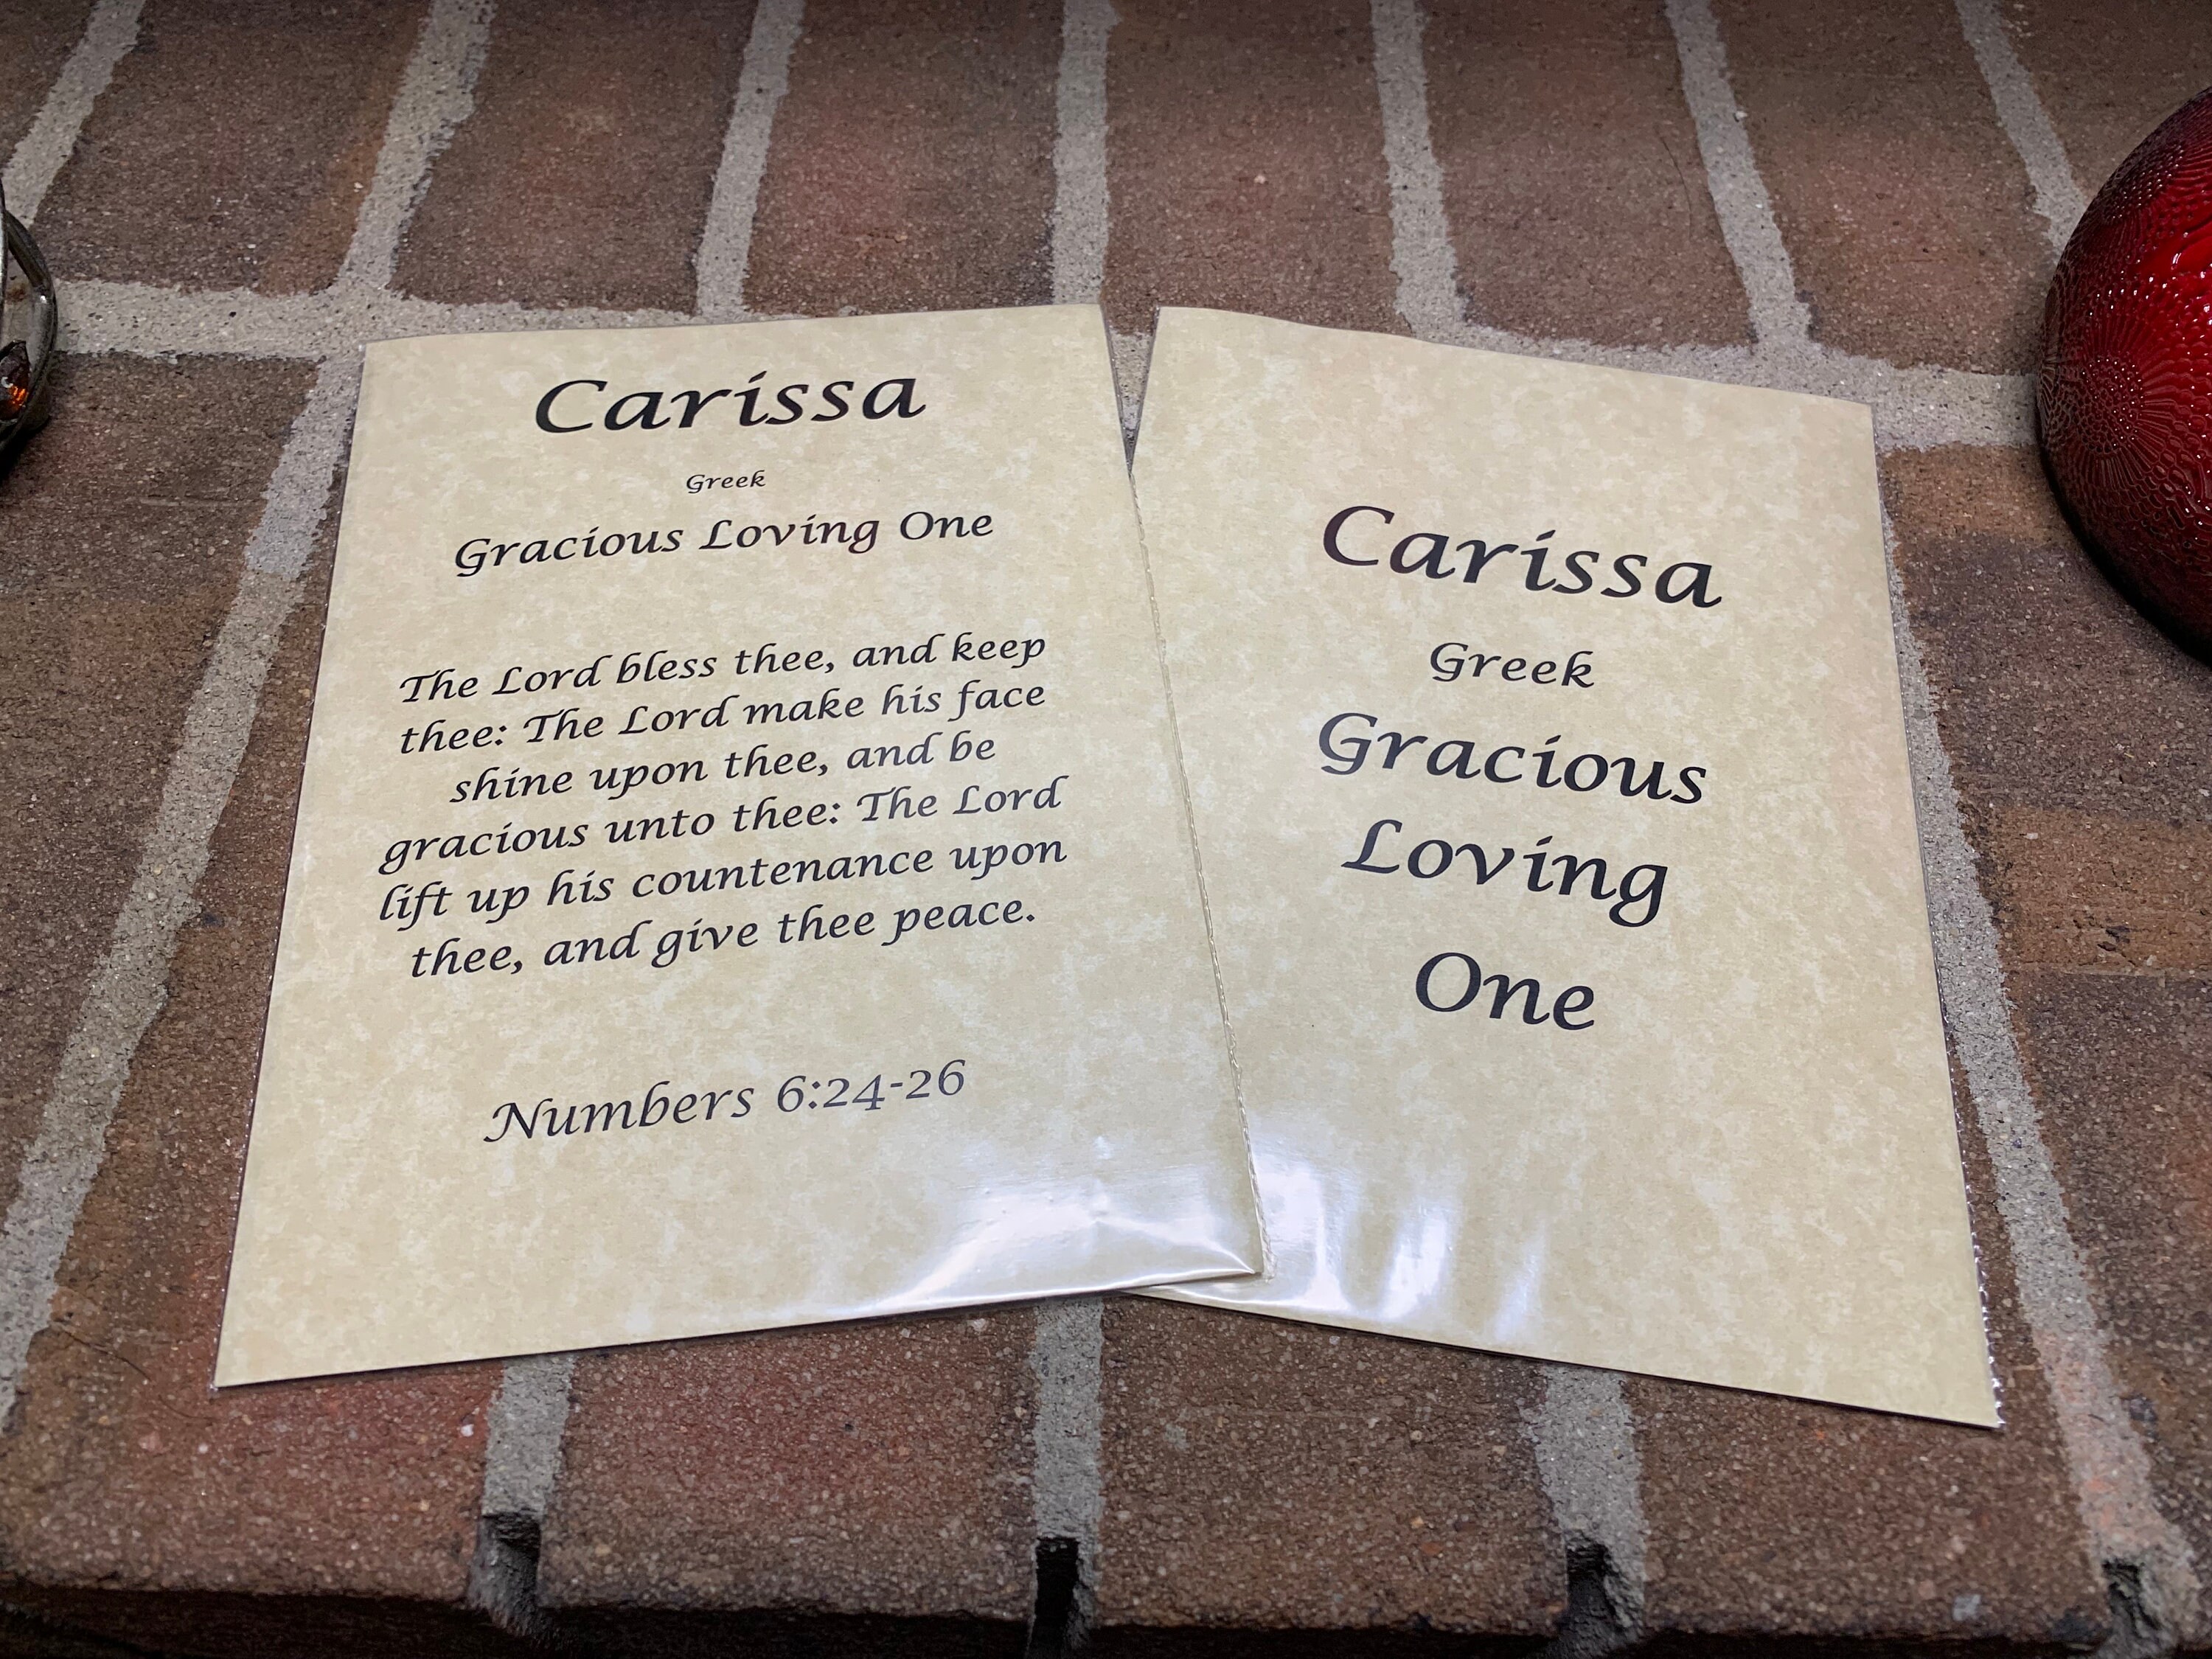 Carissa
Greek
Gracious Loving One
The Lord bless thee, and keep
thee: The Lord make his face
shine upon thee, and be
gracious unto thee: The Lord
lift up his countenance upon
thee, and give thee peace.
Numbers 6:24-26
Carissa
Greek
Gracious
Loving
One